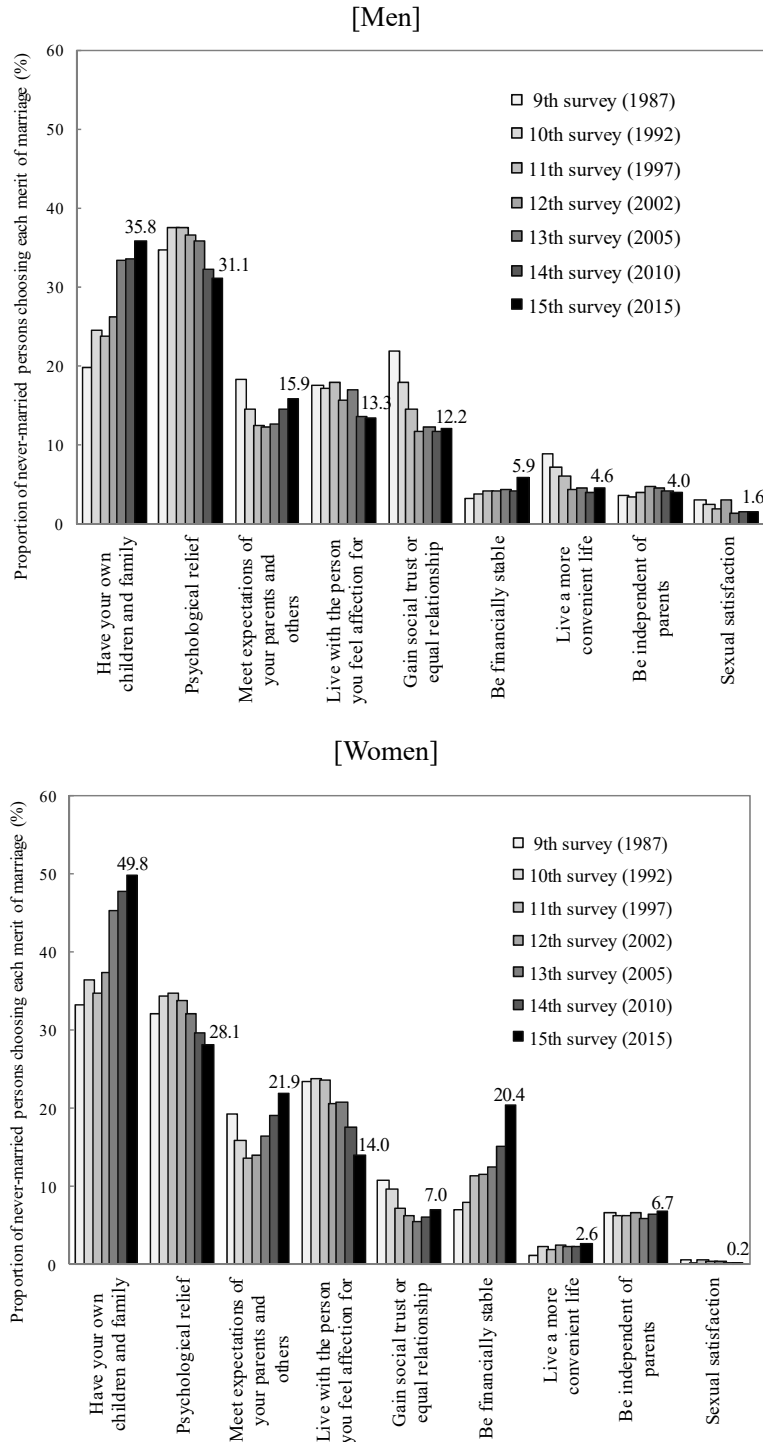 [Men]
Proportion of never-married persons choosing each merit of marriage (%)
60
50
40
30
20
10
0
9th survey (1987)
10th survey (1992)
11th survey (1997)
12th survey (2002)
13th survey (2005)
14th survey (2010)
15th survey (2015)
35.8
31.1
15.9
13.3
12.2
5.9
4.6
4.0
1.6
Have your own
children and family
Psychological relief
Meet expectations of
your parents and
others
Live with the person
you feel affection for
Gain social trust or
equal relationship
Be financially stable
Live a more
convenient life
Be independent of
parents
Sexual satisfaction
[Women]
Proportion of never-married persons choosing each merit of marriage (%)
60
50
40
30
20
10
0
9th survey (1987)
10th survey (1992)
11th survey (1997)
12th survey (2002)
13th survey (2005)
14th survey (2010)
15th survey (2015)
49.8
28.1
21.9
14.0
7.0
20.4
2.6
6.7
0.2
Have your own
children and family
Psychological relief
Meet expectations of
your parents and
others
Live with the person
you feel affection for
Gain social trust or
equal relationship
Be financially stable
Live a more
convenient life
Be independent of
parents
Sexual satisfaction